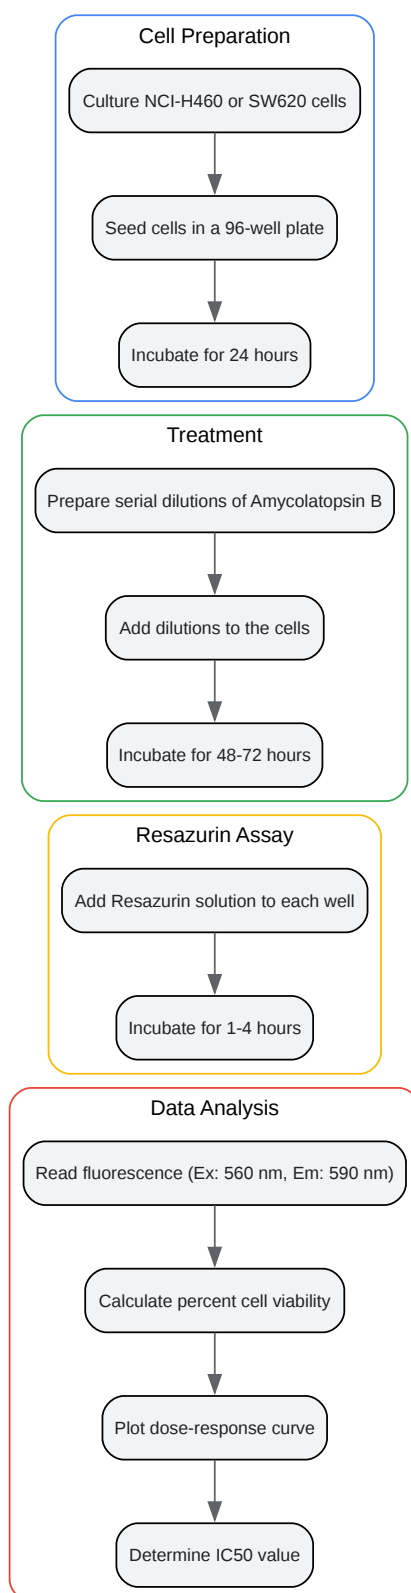 Cell Preparation
Culture NCI-H460 or SW620 cells
Seed cells in a 96-well plate
Incubate for 24 hours
Treatment
Prepare serial dilutions of Amycolatopsin B
Add dilutions to the cells
Incubate for 48-72 hours
Resazurin Assay
Add Resazurin solution to each well
Incubate for 1-4 hours
Data Analysis
Read fluorescence (Ex: 560 nm, Em: 590 nm)
Calculate percent cell viability
Plot dose-response curve
Determine IC50 value